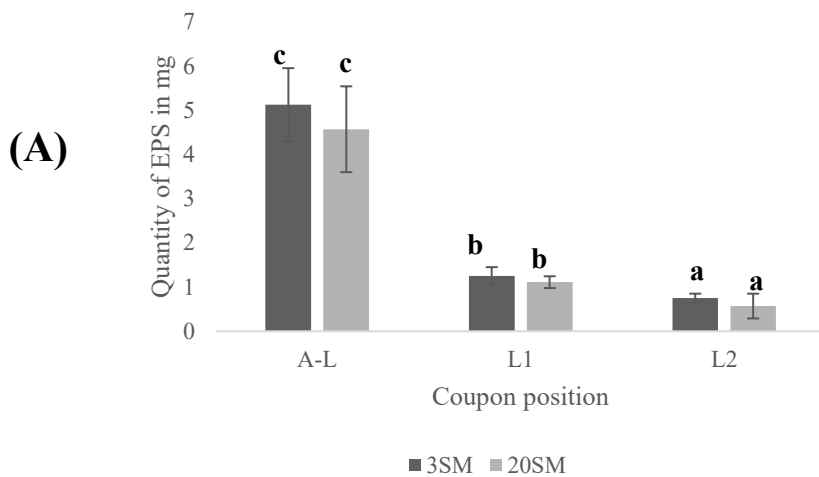 (A)
Quantity of EPS in mg
7
6
5
4
3
2
1
0
c c
b b
a a
A-L L1 L2
Coupon position
3SM 20SM